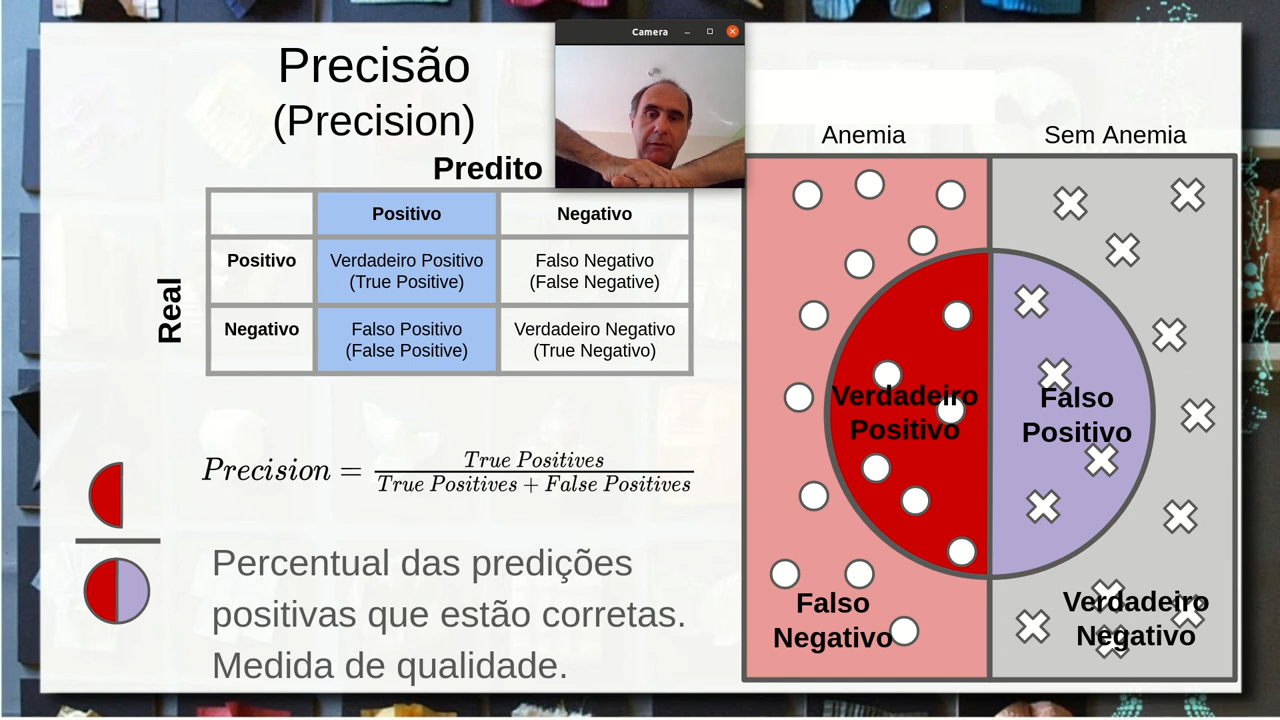 Precisão
(Precision)
Camera
Predito
Positivo
Negativo
Real
Positivo
Verdadeiro Positivo
(True Positive)
Falso Negativo
(False Negative)
Negativo
Falso Positivo
(False Positive)
Verdadeiro Negativo
(True Negative)
Precision = True Positives / True Positives + False Positives
Percentual das predições
positivas que estão corretas.
Medida de qualidade.
Anemia
Sem Anemia
Verdadeiro
Positivo
Falso
Positivo
Falso
Negativo
Verdadeiro
Negativo